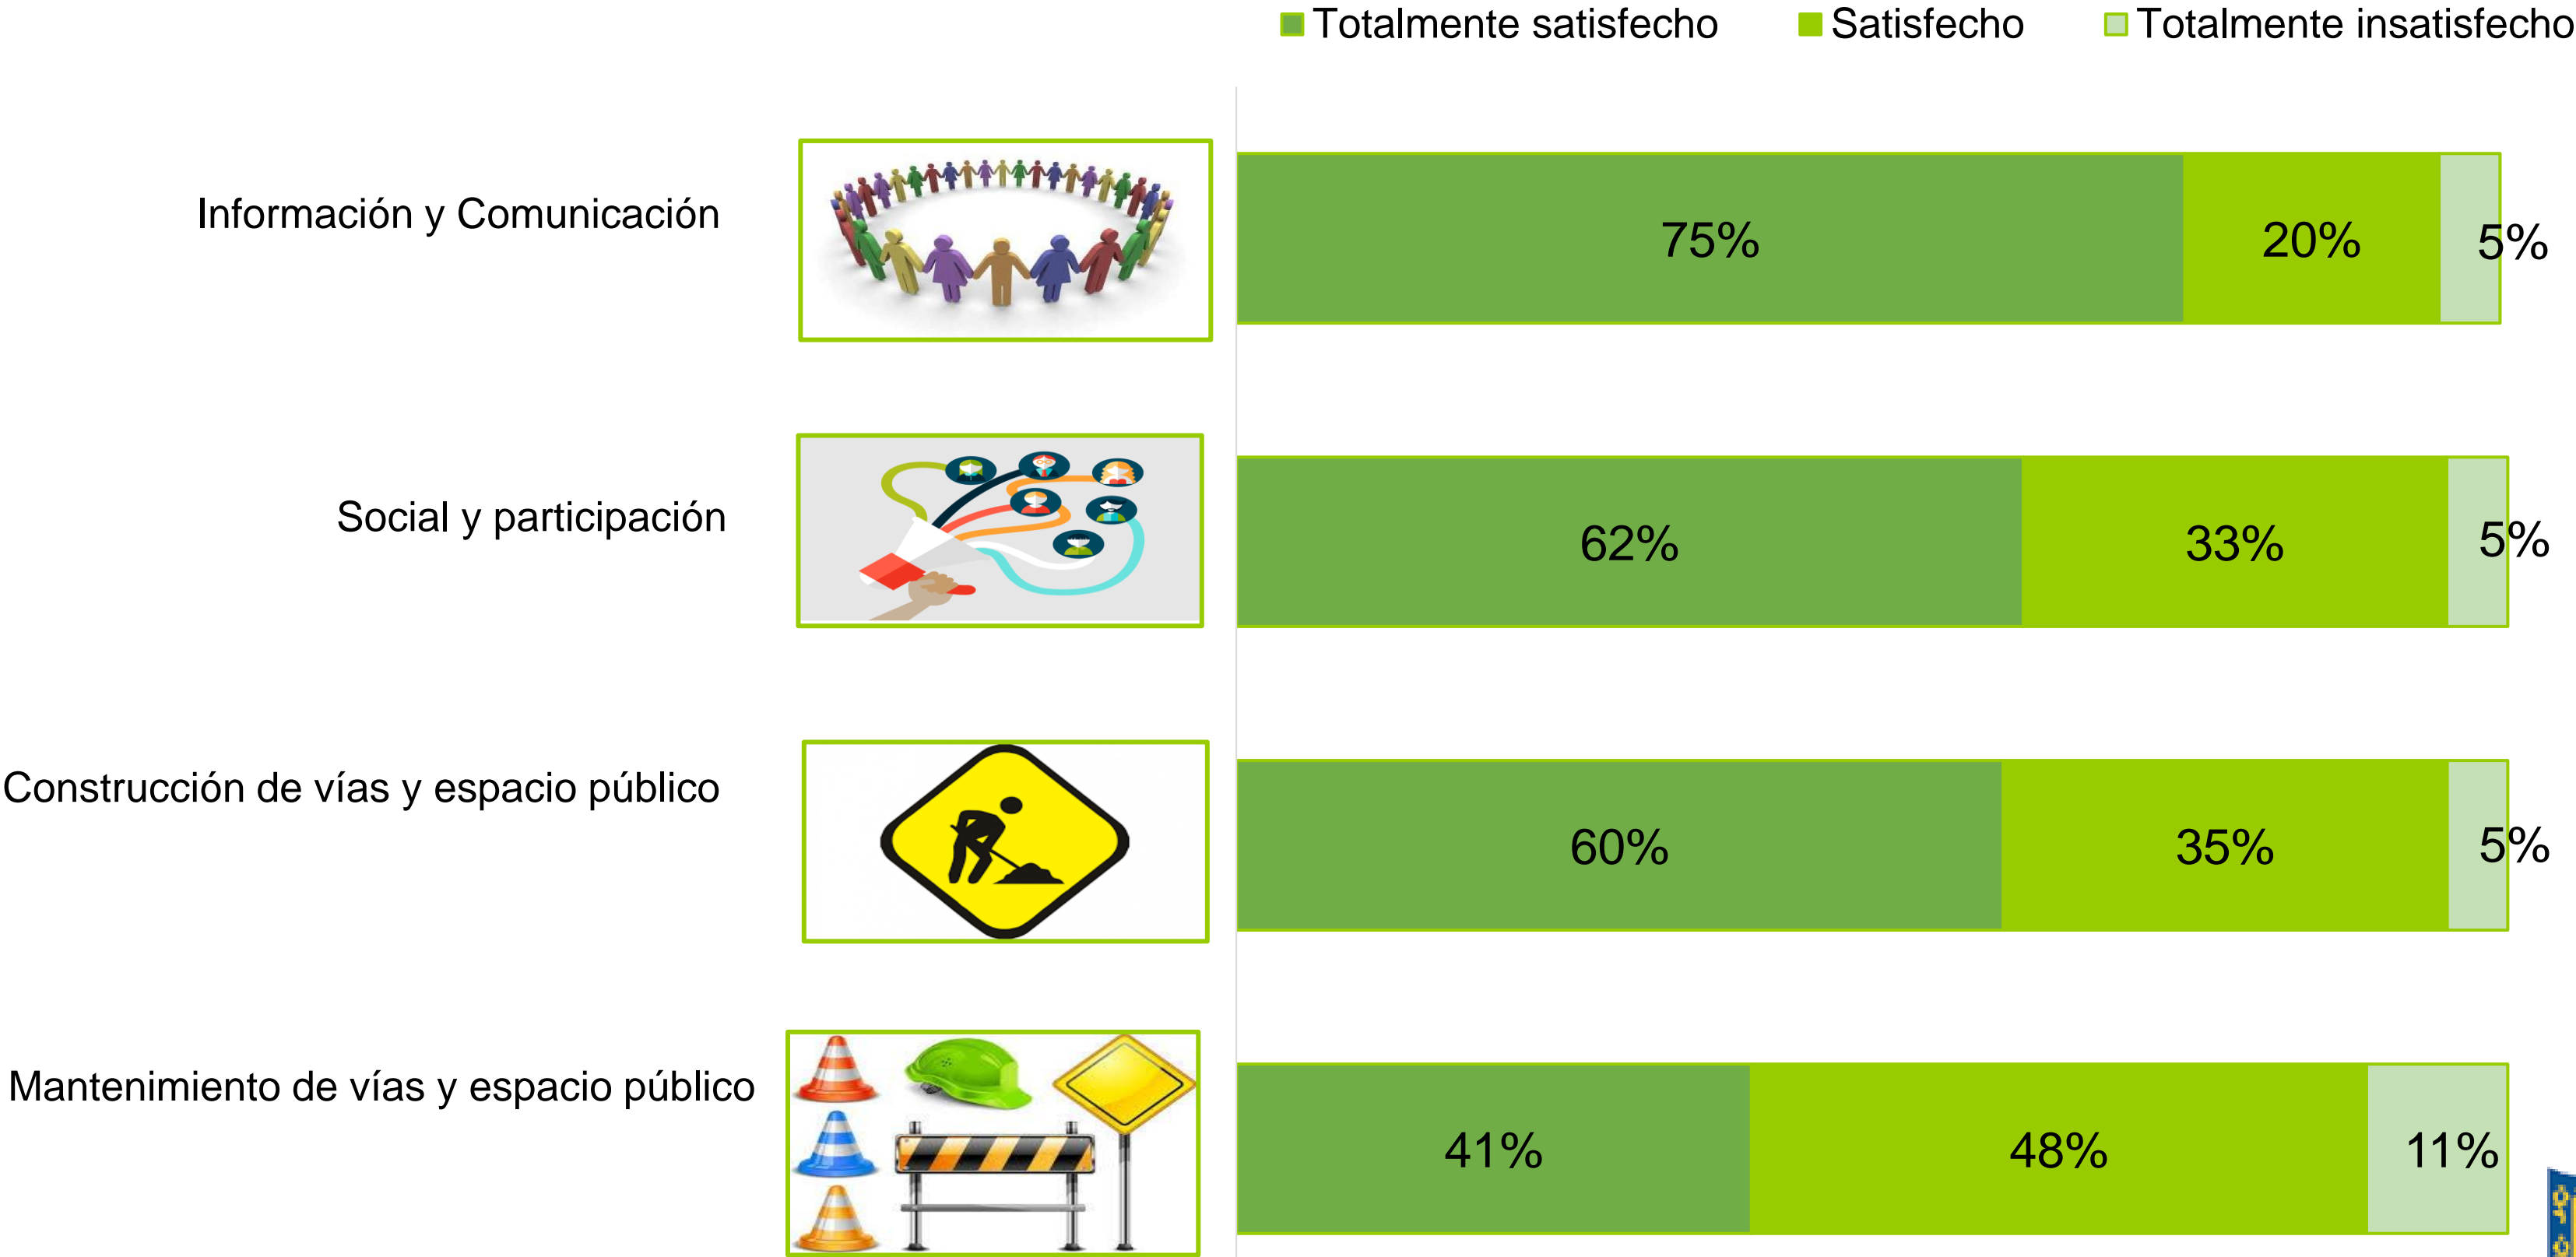 Totalmente satisfecho Satisfecho Totalmente insatisfecho
Información y Comunicación 75% 20% 5%
Social y participación 62% 33% 5%
Construcción de vías y espacio público 60% 35% 5%
Mantenimiento de vías y espacio público 41% 48% 11%